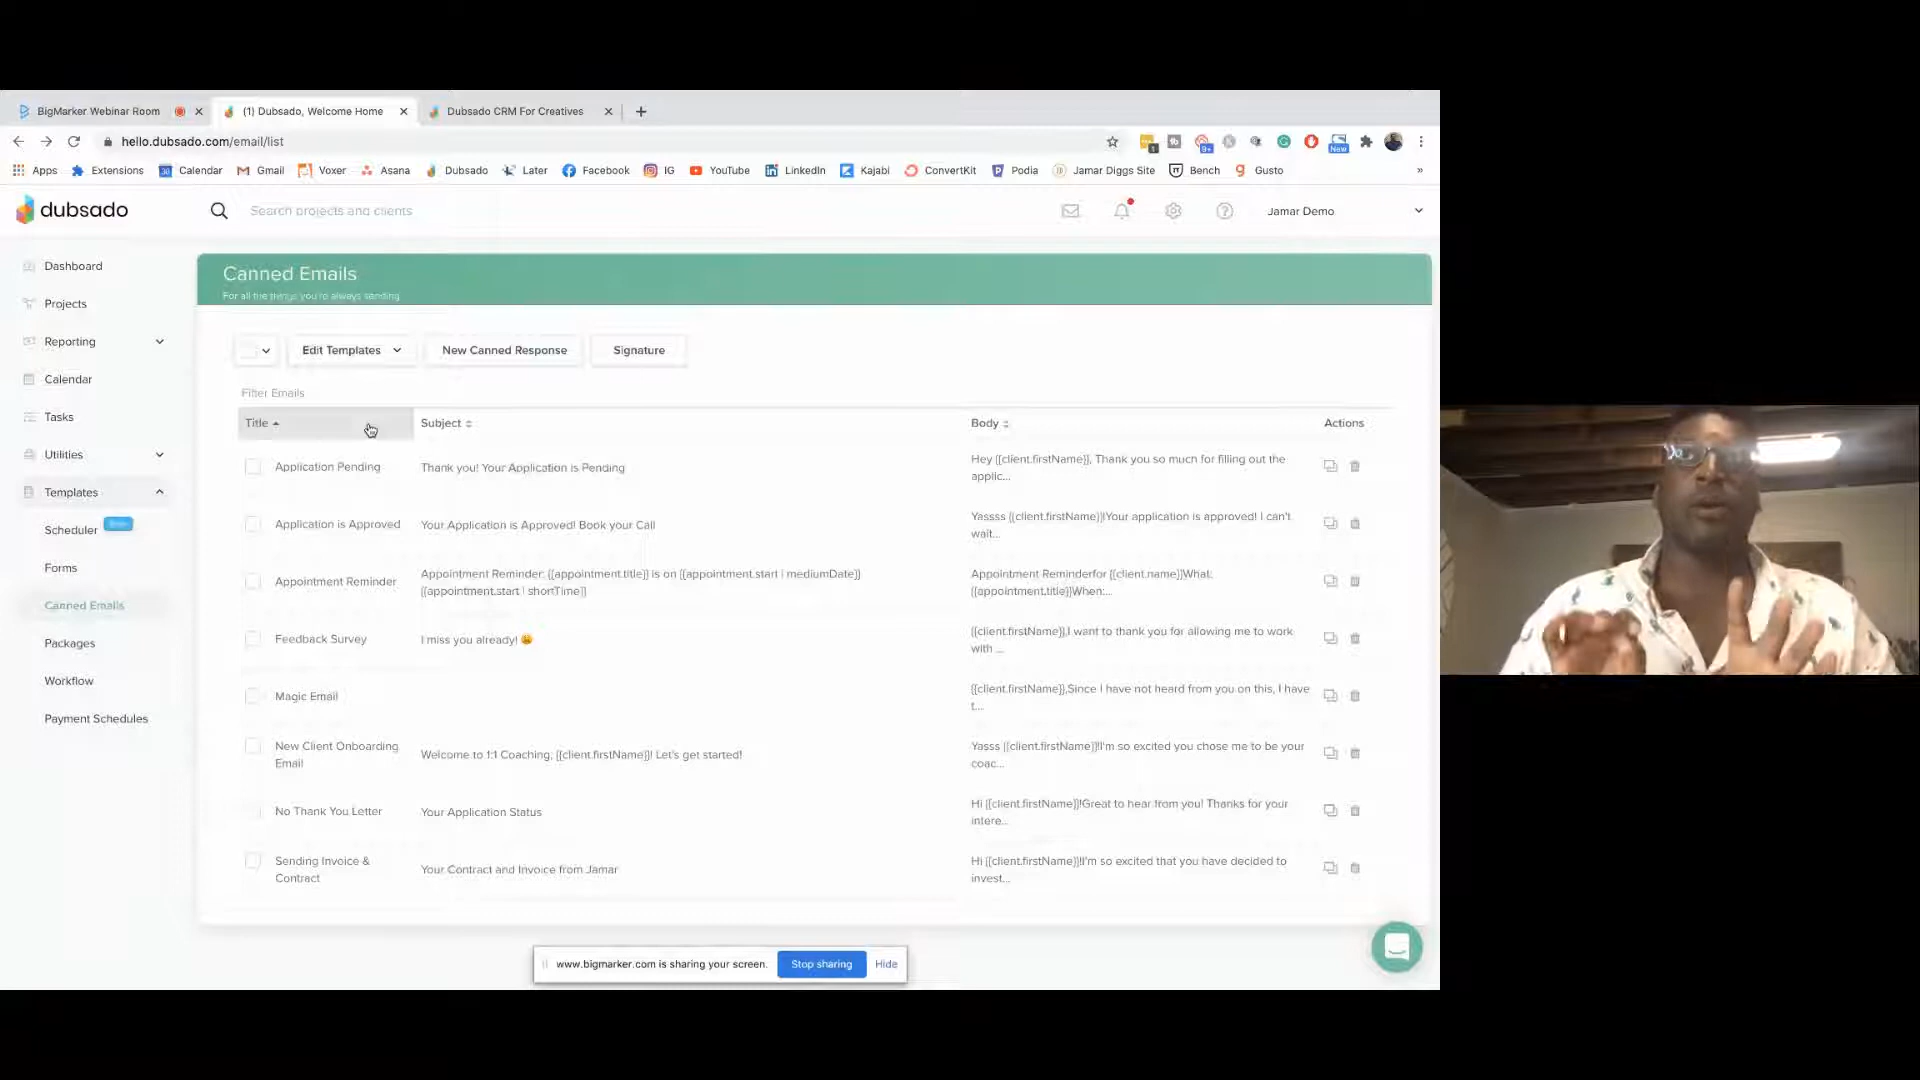 BigMarker Webinar Room
(1) Dubsado, Welcome Home
Dubsado CRM For Creatives
hello.dubsado.com/email/list
1
9+
New
Apps
Extensions
Calendar
Gmail
Voxer
Asana
Dubsado
Later
Facebook
IG
YouTube
LinkedIn
Kajabi
ConvertKit
Podia
Jamar Diggs Site
Bench
Gusto
»
dubsado
Search projects and clients
Jamar Demo
Dashboard
Projects
Reporting
Calendar
Tasks
Utilities
Templates
Scheduler
Forms
Canned Emails
Packages
Workflow
Payment Schedules
Canned Emails
For all the things you're always sending
Edit Templates
New Canned Response
Signature
Filter Emails
Title
Subject
Body
Actions
Application Pending
Thank you! Your Application is Pending
Hey {{client.firstName}}, Thank you so much for filling out the
applic...
Application is Approved
Your Application is Approved! Book your Call
Yassss {{client.firstName}}!Your application is approved! I can't
wait...
Appointment Reminder
Appointment Reminder: {{appointment.title}} is on {{appointment.start | mediumDate}}
{{appointment.start | shortTime}}
Appointment Reminderfor {{client.name}}What:
{{appointment.title}}When:...
Feedback Survey
I miss you already! 😩
{{client.firstName}},I want to thank you for allowing me to work
with ...
Magic Email
{{client.firstName}},Since I have not heard from you on this, I have
t...
New Client Onboarding
Email
Welcome to 1:1 Coaching, {{client.firstName}}! Let's get started!
Yasss {{client.firstName}}!I'm so excited you chose me to be your
coac...
No Thank You Letter
Your Application Status
Hi {{client.firstName}}!Great to hear from you! Thanks for your
intere...
Sending Invoice &
Contract
Your Contract and Invoice from Jamar
Hi {{client.firstName}}!I'm so excited that you have decided to
invest...
www.bigmarker.com is sharing your screen.
Stop sharing
Hide